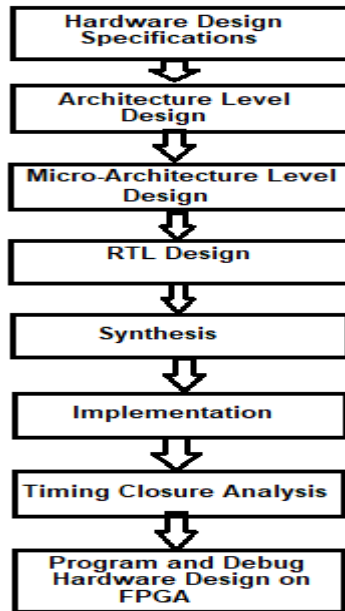 Hardware Design
Specifications
Architecture Level
Design
Micro-Architecture Level
Design
RTL Design
Synthesis
Implementation
Timing Closure Analysis
Program and Debug
Hardware Design on
FPGA